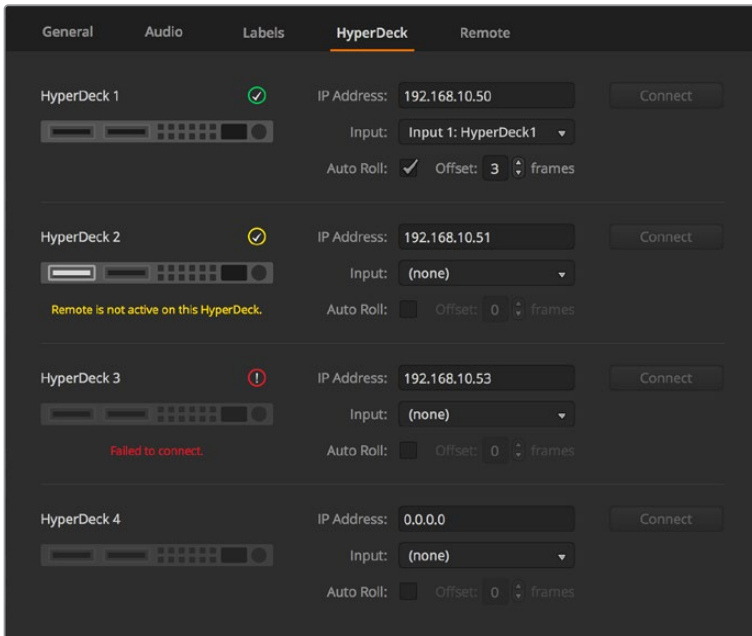 General Audio Labels HyperDeck Remote
HyperDeck 1 IP Address: 192.168.10.50 Connect
Input: Input 1: HyperDeck1
Auto Roll: Offset: 3 frames
HyperDeck 2 IP Address: 192.168.10.51 Connect
Input: (none)
Remote is not active on this HyperDeck. Auto Roll: Offset: 0 frames
HyperDeck 3 ! IP Address: 192.168.10.53 Connect
Input: (none)
Failed to connect. Auto Roll: Offset: 0 frames
HyperDeck 4 IP Address: 0.0.0.0 Connect
Input: (none)
Auto Roll: Offset: 0 frames